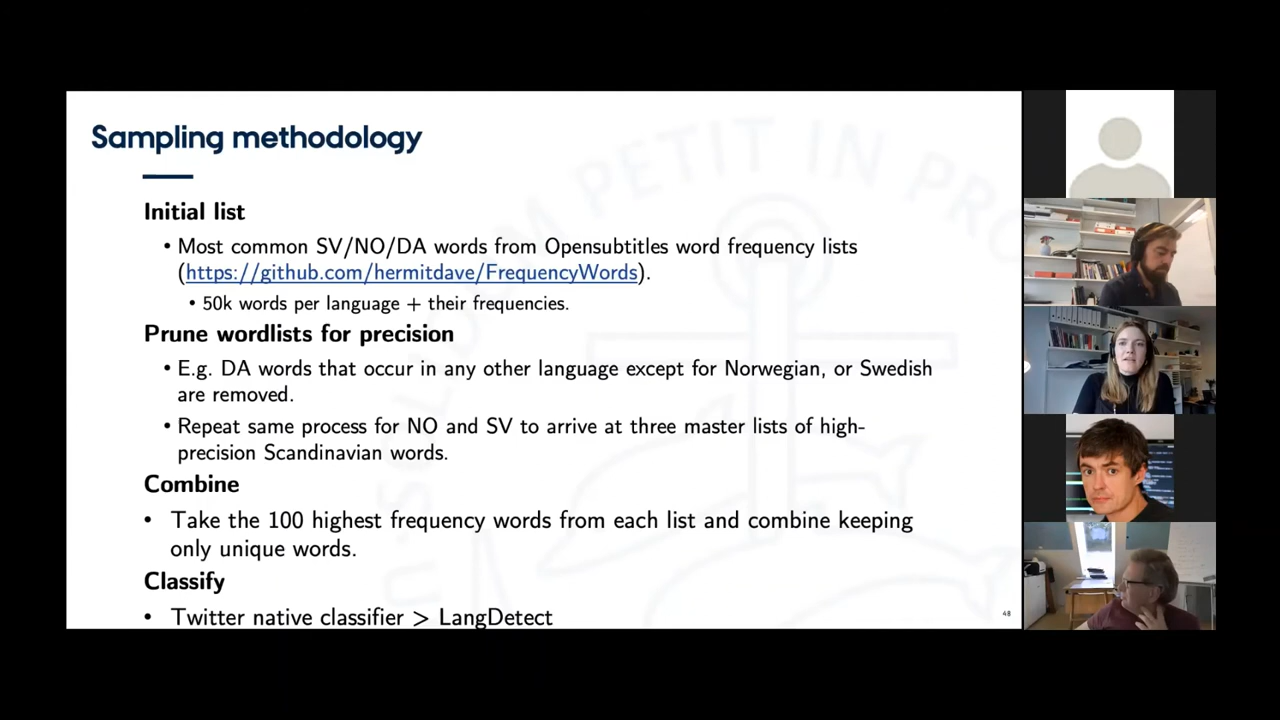 Sampling methodology
Initial list
• Most common SV/NO/DA words from Opensubtitles word frequency lists
(https://github.com/hermitdave/FrequencyWords).
• 50k words per language + their frequencies.
Prune wordlists for precision
• E.g. DA words that occur in any other language except for Norwegian, or Swedish
are removed.
• Repeat same process for NO and SV to arrive at three master lists of high-
precision Scandinavian words.
Combine
• Take the 100 highest frequency words from each list and combine keeping
only unique words.
Classify
• Twitter native classifier > LangDetect
48
PETIT IN PRO